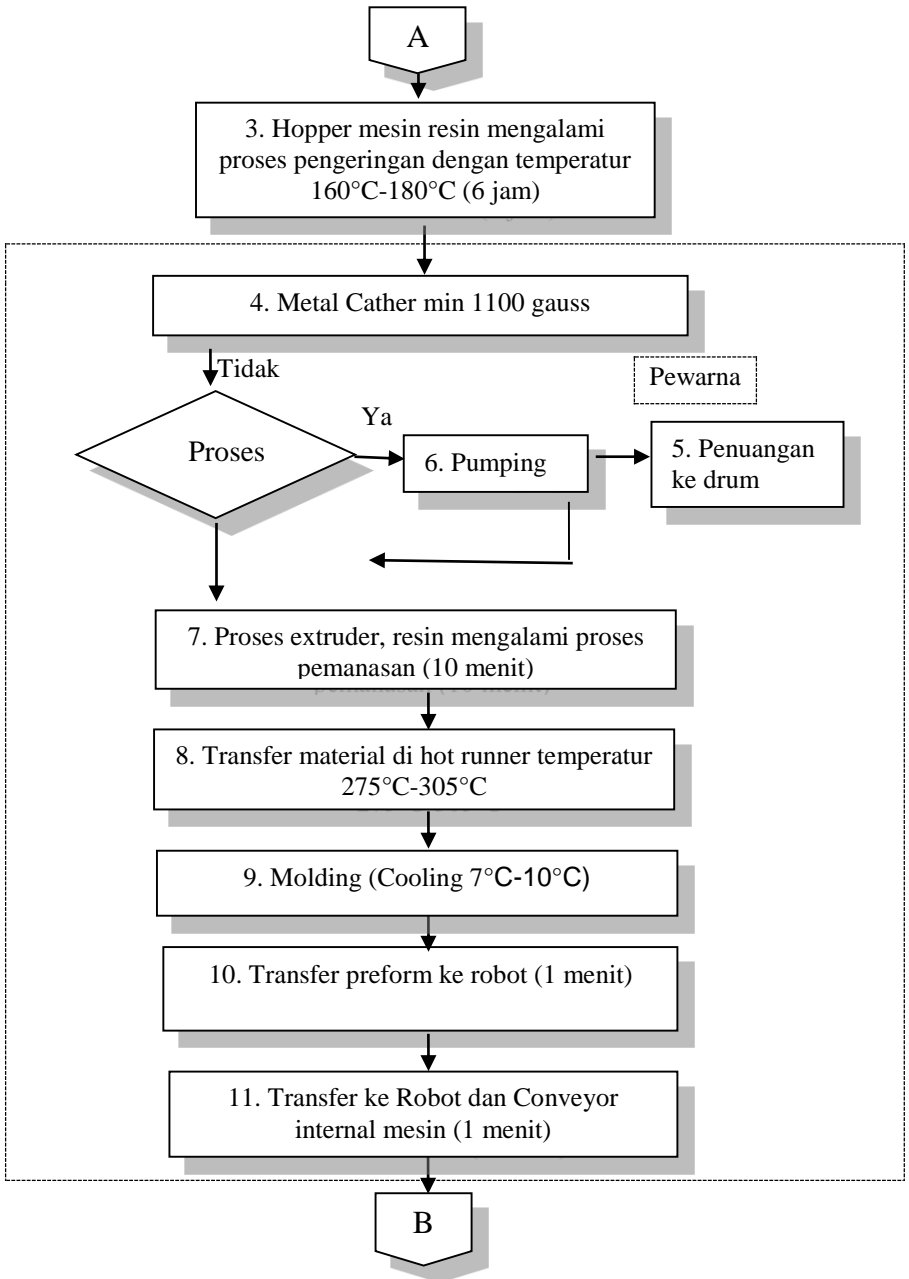 A
3. Hopper mesin resin mengalami
proses pengeringan dengan temperatur
160°C-180°C (6 jam)
4. Metal Cather min 1100 gauss
Tidak
Pewarna
Ya
Proses
6. Pumping
5. Penuangan
ke drum
7. Proses extruder, resin mengalami proses
pemanasan (10 menit)
8. Transfer material di hot runner temperatur
275°C-305°C
9. Molding (Cooling 7°C-10°C)
10. Transfer preform ke robot (1 menit)
11. Transfer ke Robot dan Conveyor
internal mesin (1 menit)
B